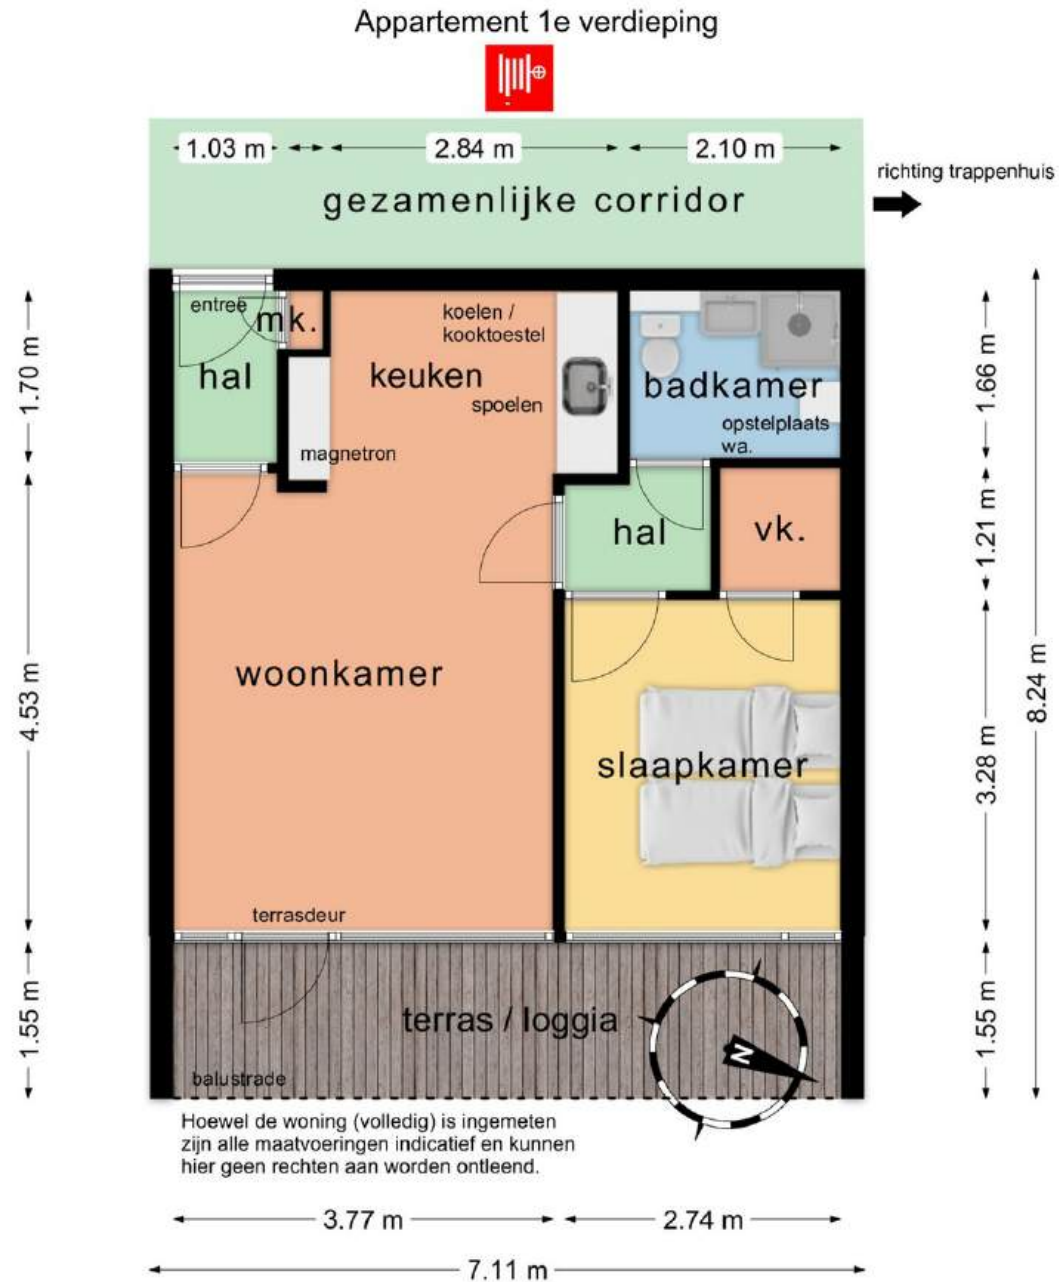 Appartement 1e verdieping
1.03 m
2.84 m
2.10 m
richting trappenhuis
gezamenlijke corridor
entree
mk.
koelen /
kooktoestel
hal
keuken
badkamer
spoelen
opstelplaats
wa.
magnetron
hal
vk.
woonkamer
slaapkamer
terrasdeur
terras / loggia
N
balustrade
1.70 m
4.53 m
1.55 m
1.66 m
1.21 m
3.28 m
1.55 m
8.24 m
Hoewel de woning (volledig) is ingemeten
zijn alle maatvoeringen indicatief en kunnen
hier geen rechten aan worden ontleend.
3.77 m
2.74 m
7.11 m